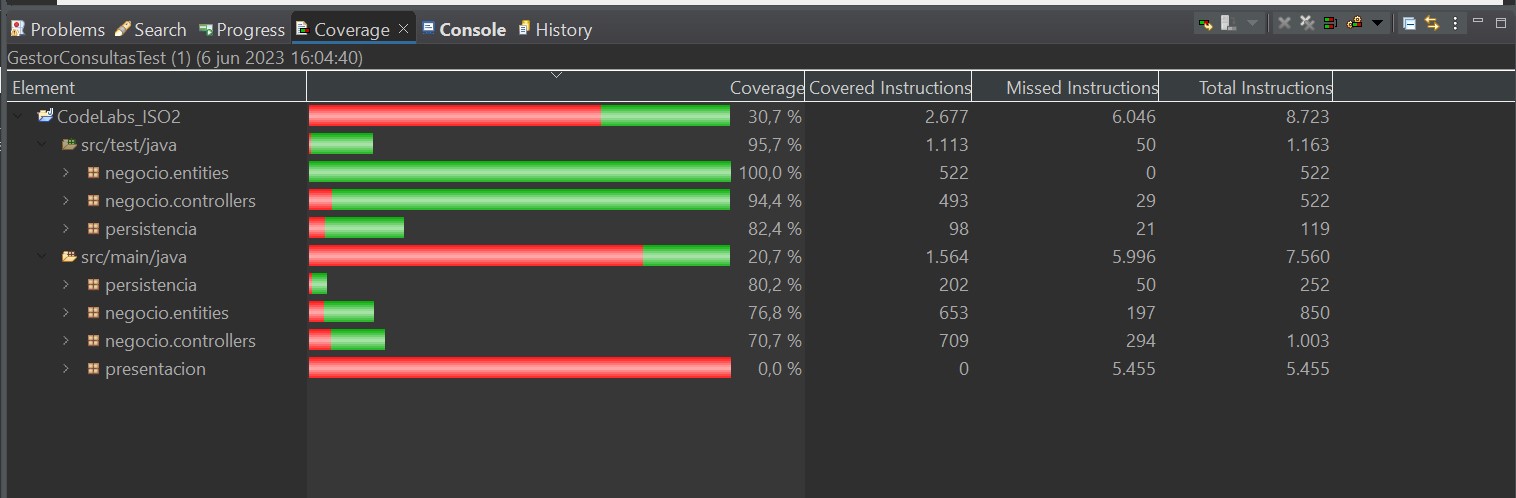 Problems Search Progress Coverage Console History
GestorConsultasTest (1) (6 jun 2023 16:04:40)
Element Coverage Covered Instructions Missed Instructions Total Instructions
CodeLabs_ISO2 30,7 % 2.677 6.046 8.723
src/test/java 95,7 % 1.113 50 1.163
negocio.entities 100,0 % 522 0 522
negocio.controllers 94,4 % 493 29 522
persistencia 82,4 % 98 21 119
src/main/java 20,7 % 1.564 5.996 7.560
persistencia 80,2 % 202 50 252
negocio.entities 76,8 % 653 197 850
negocio.controllers 70,7 % 709 294 1.003
presentacion 0,0 % 0 5.455 5.455